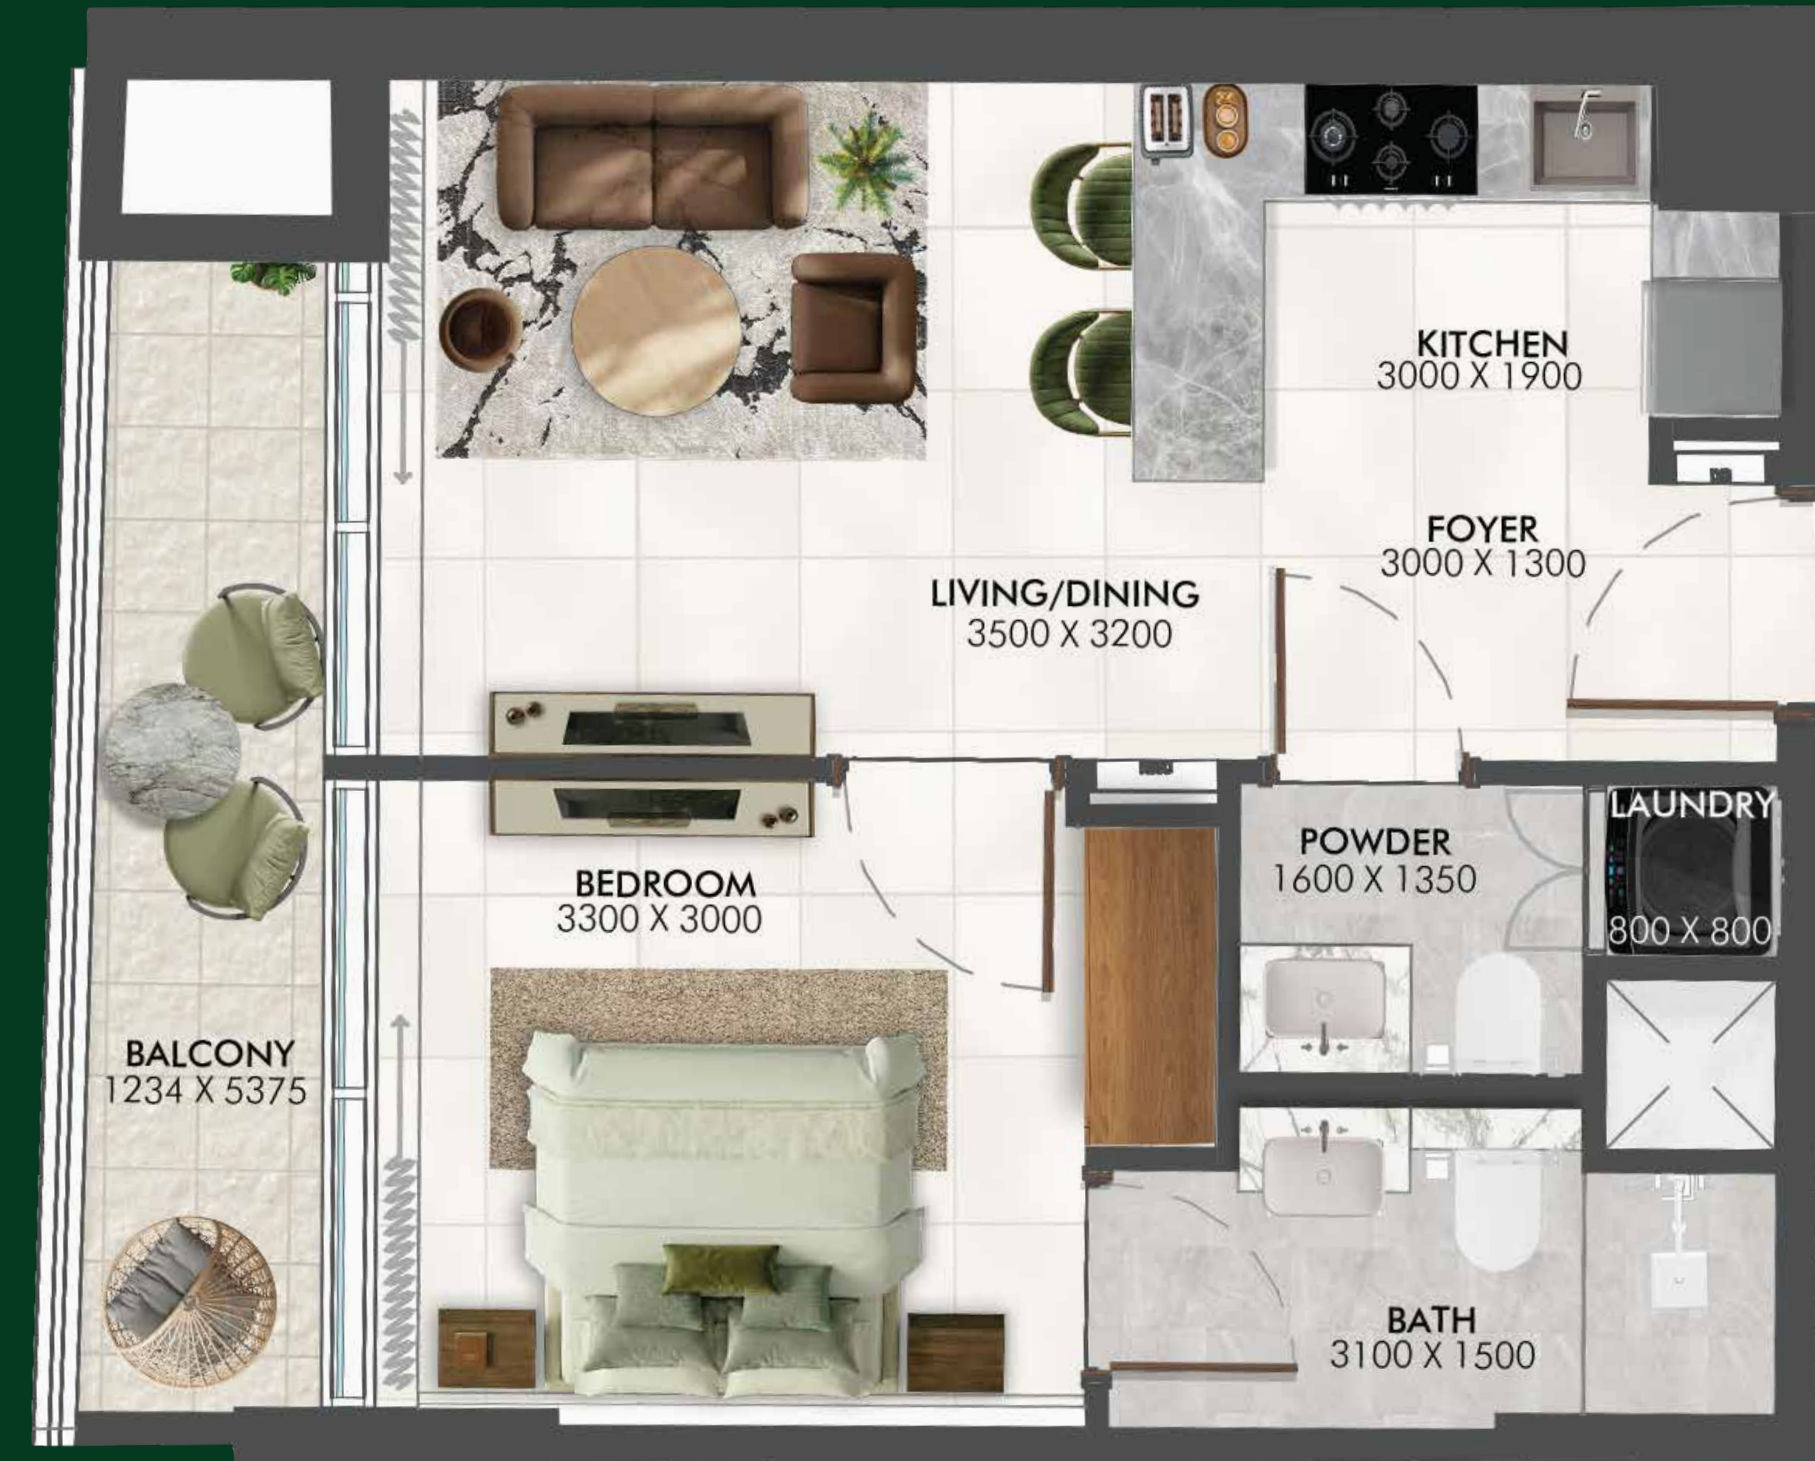 KITCHEN
3000 X 1900
FOYER
3000 X 1300
LIVING/DINING
3500 X 3200
LAUNDRY
800 X 800
POWDER
1600 X 1350
BEDROOM
3300 X 3000
BALCONY
1234 X 5375
BATH
3100 X 1500